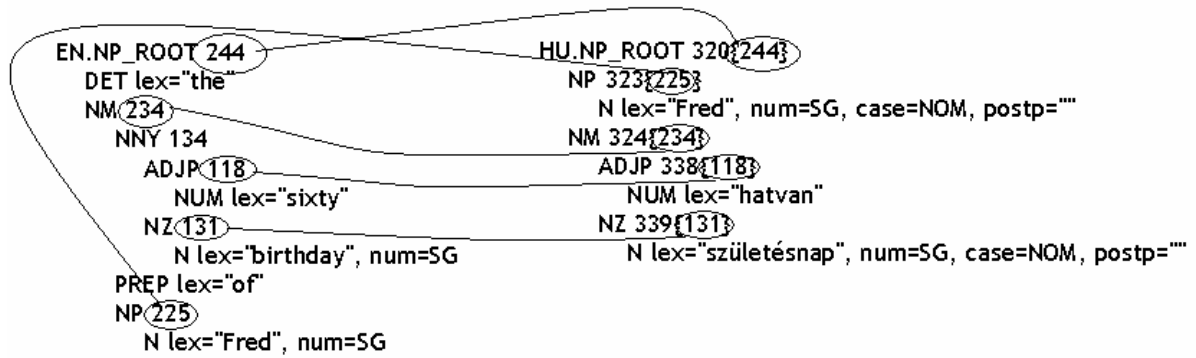 EN.NP_ROOT 244
DET lex="the"
NM 234
NNY 134
ADJP 118
NUM lex="sixty"
NZ 131
N lex="birthday", num=SG
PREP lex="of"
NP 225
N lex="Fred", num=SG
HU.NP_ROOT 320{244}
NP 323{225}
N lex="Fred", num=SG, case=NOM, postp=""
NM 324{234}
ADJP 338{118}
NUM lex="hatvan"
NZ 339{131}
N lex="születésnap", num=SG, case=NOM, postp=""